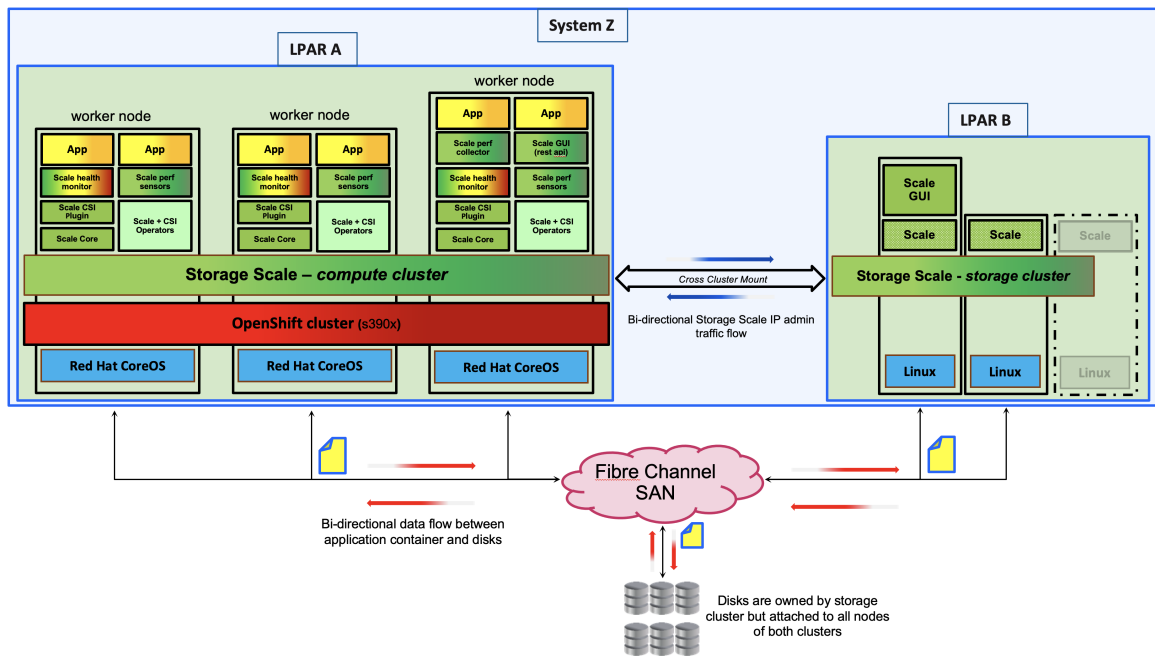 System Z
LPAR A
worker node
App
App
Scale health
monitor
Scale perf
sensors
Scale CSI
Plugin
Scale Core
Scale + CSI
Operators
worker node
App
App
Scale health
monitor
Scale perf
sensors
Scale CSI
Plugin
Scale Core
Scale + CSI
Operators
worker node
App
App
Scale perf
collector
Scale GUI
(rest api)
Scale health
monitor
Scale perf
sensors
Scale CSI
Plugin
Scale Core
Scale + CSI
Operators
Storage Scale – compute cluster
OpenShift cluster (s390x)
Red Hat CoreOS
Red Hat CoreOS
Red Hat CoreOS
Cross Cluster Mount
Bi-directional Storage Scale IP admin
traffic flow
LPAR B
Scale
GUI
Scale
Scale
Scale
Storage Scale - storage cluster
Linux
Linux
Linux
Fibre Channel
SAN
Bi-directional data flow between
application container and disks
Disks are owned by storage
cluster but attached to all nodes
of both clusters